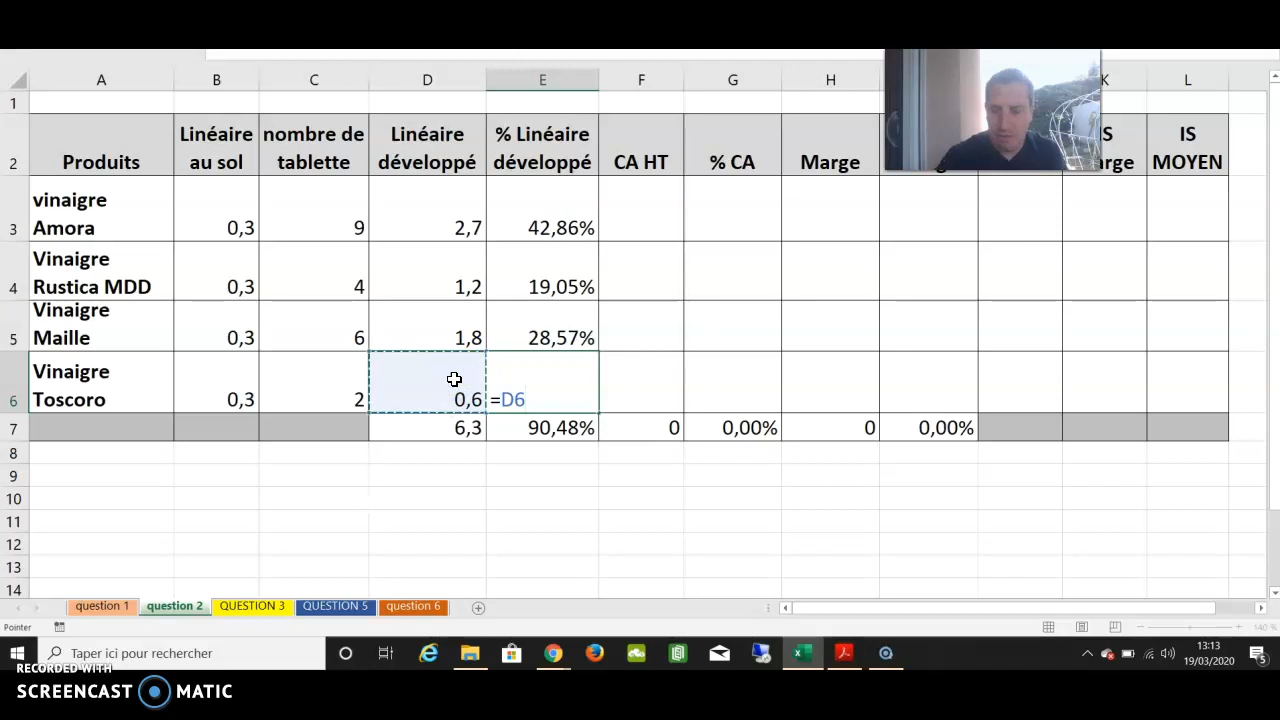 A B C D E F G H K L
1
2 Produits Linéaire au sol nombre de tablette Linéaire développé % Linéaire développé CA HT % CA Marge IS MOYEN
3 vinaigre Amora 0,3 9 2,7 42,86%
4 Vinaigre Rustica MDD 0,3 4 1,2 19,05%
5 Vinaigre Maille 0,3 6 1,8 28,57%
6 Vinaigre Toscoro 0,3 2 0,6 =D6
7 6,3 90,48% 0 0,00% 0 0,00%
8
9
10
11
12
13
14
question 1 question 2 QUESTION 3 QUESTION 5 question 6
Pointer 140 %
Taper ici pour rechercher 13:13
19/03/2020 5
RECORDED WITH
SCREENCAST MATIC